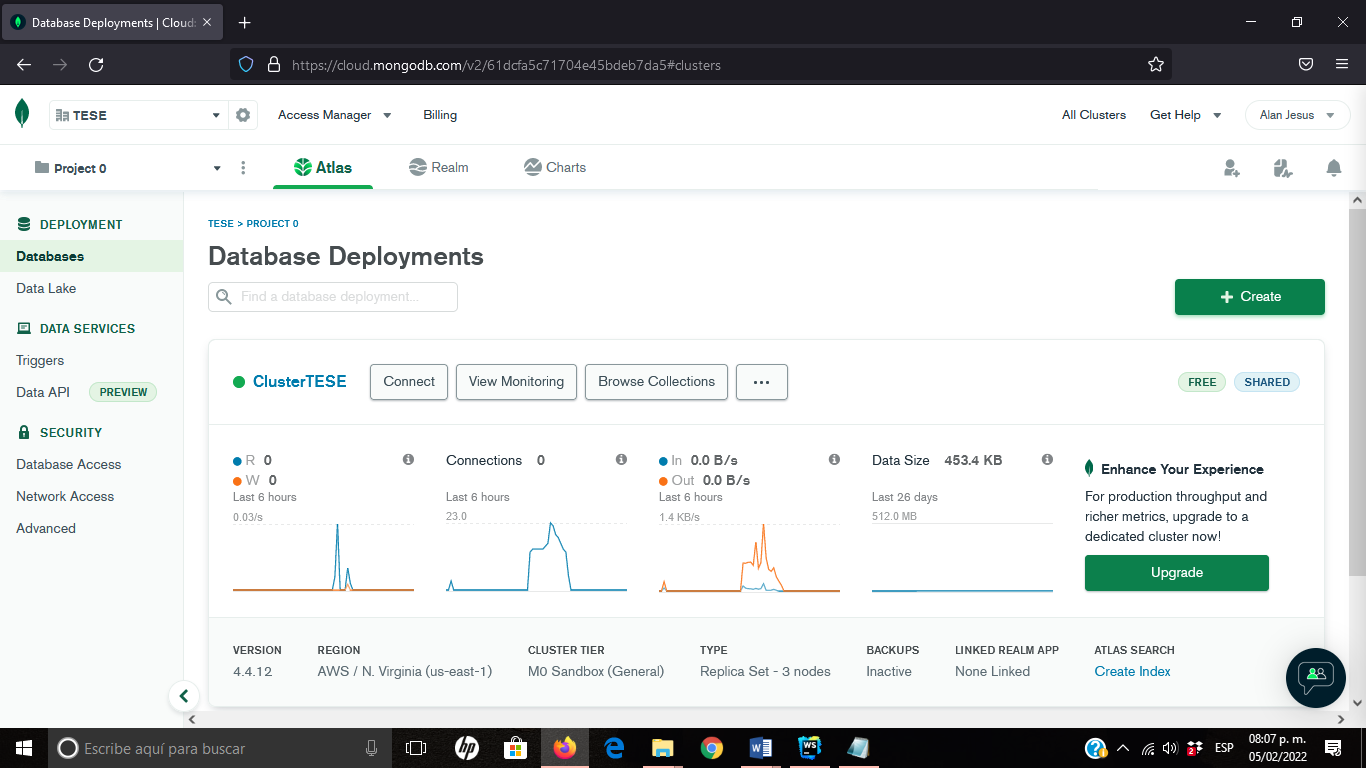 Database Deployments | Clouds
https://cloud.mongodb.com/v2/61dcfa5c71704e45bdeb7da5#clusters
TESE
Access Manager
Billing
All Clusters
Get Help
Alan Jesus
Project 0
Atlas
Realm
Charts
DEPLOYMENT
Databases
Data Lake
DATA SERVICES
Triggers
Data API
PREVIEW
SECURITY
Database Access
Network Access
Advanced
TESE > PROJECT 0
Database Deployments
Find a database deployment...
+ Create
ClusterTESE
Connect
View Monitoring
Browse Collections
...
FREE
SHARED
R 0
W 0
Last 6 hours
0.03/s
Connections 0
Last 6 hours
23.0
In 0.0 B/s
Out 0.0 B/s
Last 6 hours
1.4 KB/s
Data Size 453.4 KB
Last 26 days
512.0 MB
Enhance Your Experience
For production throughput and
richer metrics, upgrade to a
dedicated cluster now!
Upgrade
VERSION
4.4.12
REGION
AWS / N. Virginia (us-east-1)
CLUSTER TIER
M0 Sandbox (General)
TYPE
Replica Set - 3 nodes
BACKUPS
Inactive
LINKED REALM APP
None Linked
ATLAS SEARCH
Create Index
Escribe aquí para buscar
hp
W
WS
2
ESP
08:07 p. m.
05/02/2022